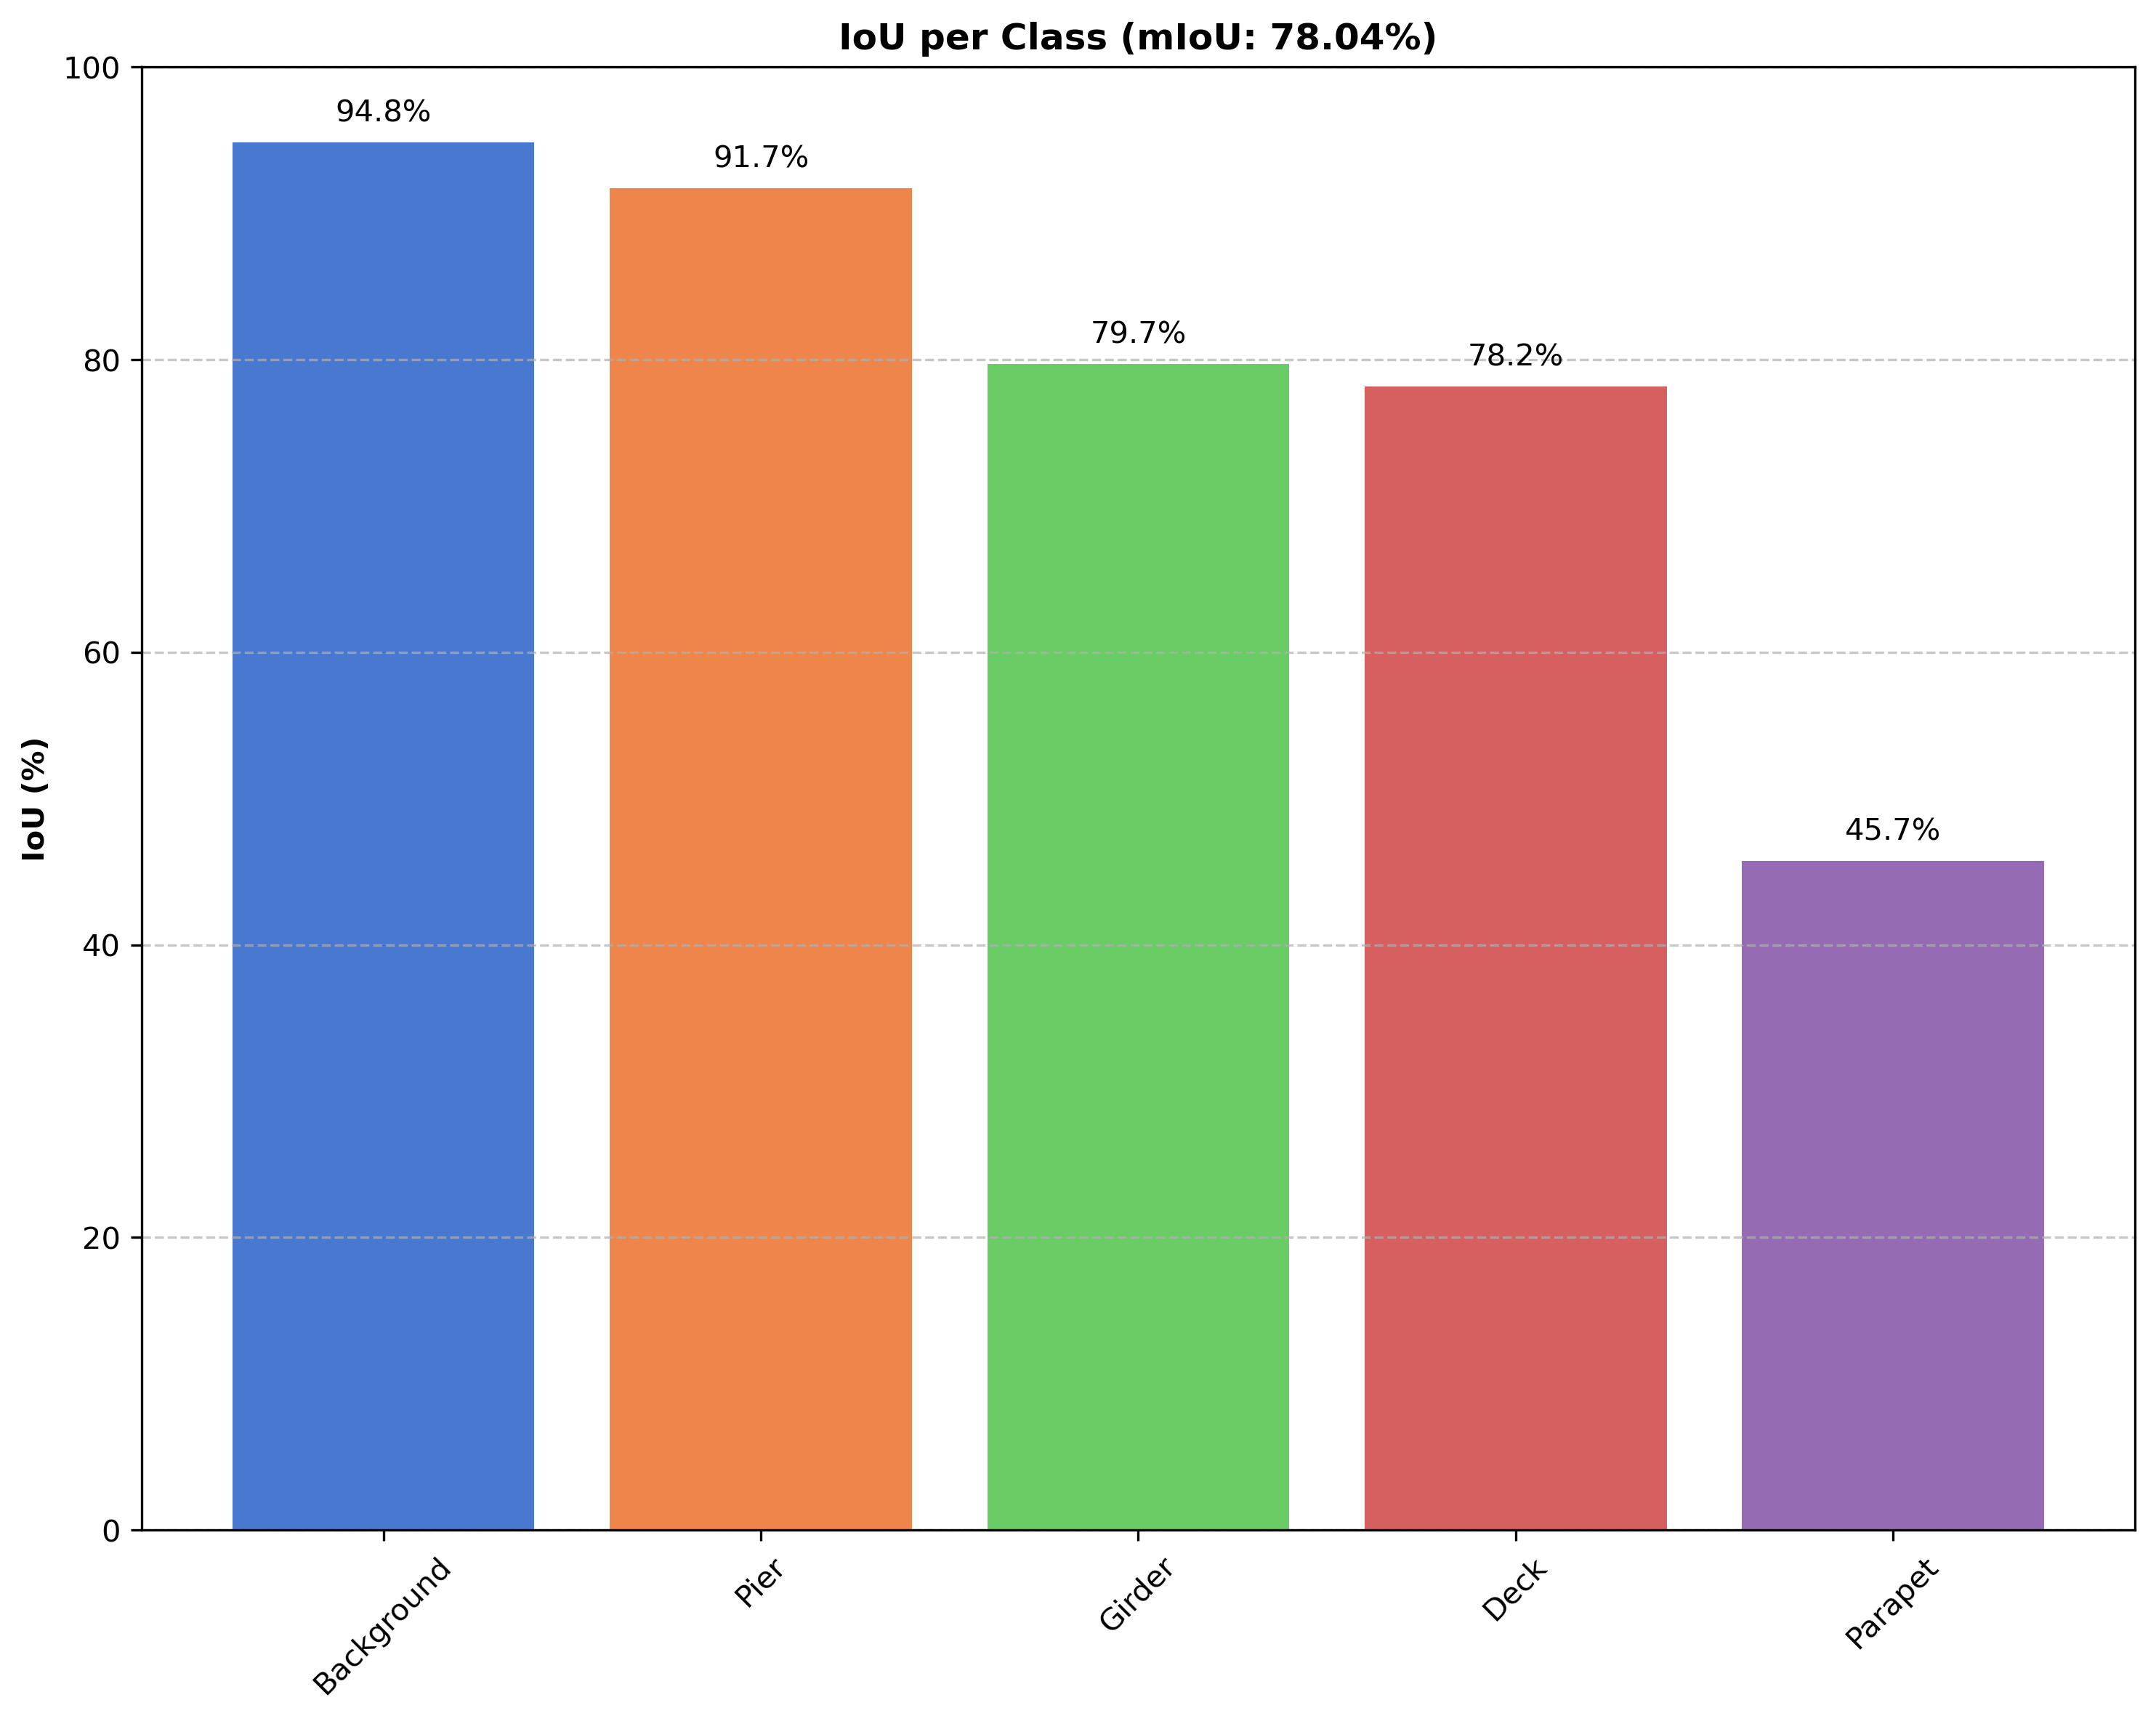 IoU per Class (mIoU: 78.04%)
100
80
60
40
20
0
IoU (%)
94.8%
91.7%
79.7%
78.2%
45.7%
Background
Pier
Girder
Deck
Parapet